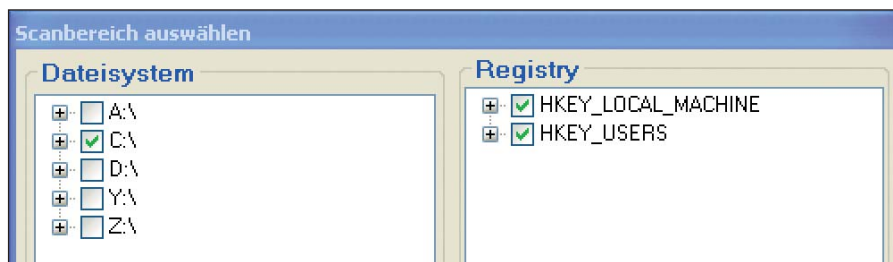 Scanbereich auswählen
Dateisystem
A:\
C:\
D:\
Y:\
Z:\
Registry
HKEY_LOCAL_MACHINE
HKEY_USERS